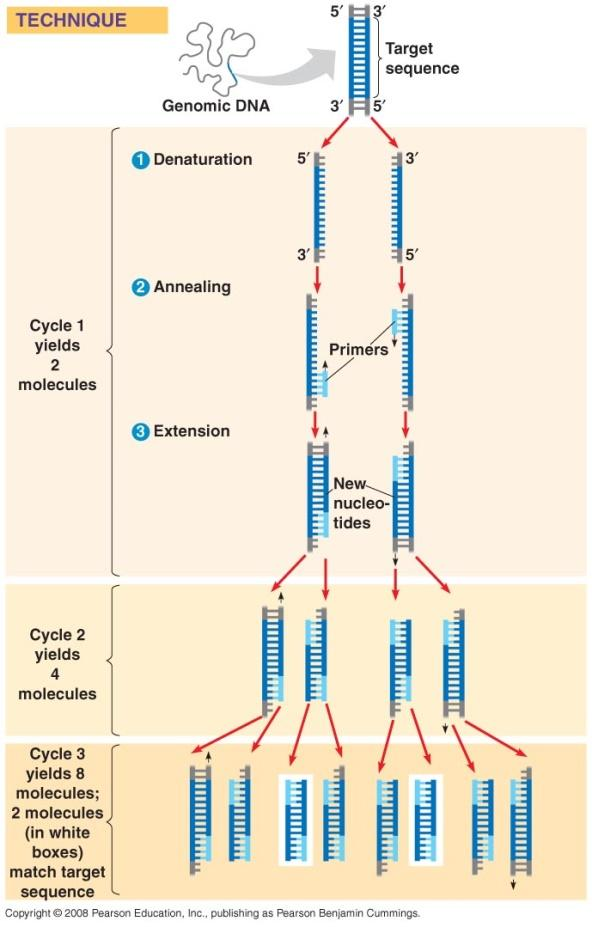 TECHNIQUE
5′ 3′
Target
sequence
Genomic DNA
3′ 5′
1 Denaturation
5′ 3′
3′ 5′
2 Annealing
Cycle 1
yields
2
molecules
Primers
3 Extension
New
nucleo-
tides
Cycle 2
yields
4
molecules
Cycle 3
yields 8
molecules;
2 molecules
(in white
boxes)
match target
sequence
Copyright © 2008 Pearson Education, Inc., publishing as Pearson Benjamin Cummings.